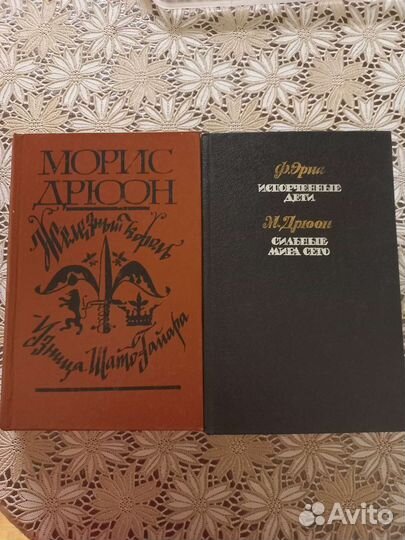 МОРИС
ДРЮОН
Железный король
Узница Шато-Гайара
Ф. Эриа
ИСПОРЧЕННЫЕ
ДЕТИ
М. Дрюон
СИЛЬНЫЕ
МИРА СЕГО
Avito